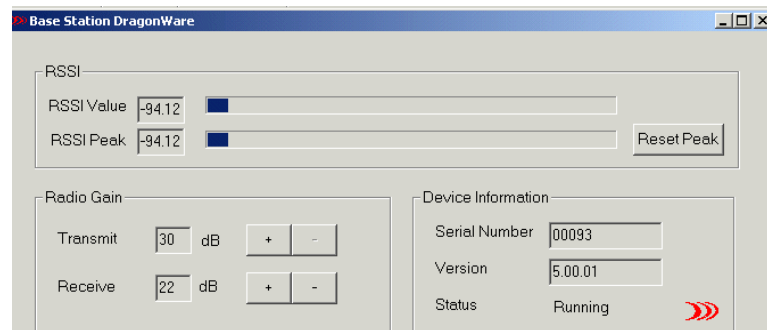 Base Station DragonWare
RSSI
RSSI Value -94.12
RSSI Peak -94.12 Reset Peak
Radio Gain
Transmit 30 dB + -
Receive 22 dB + -
Device Information
Serial Number 00093
Version 5.00.01
Status Running